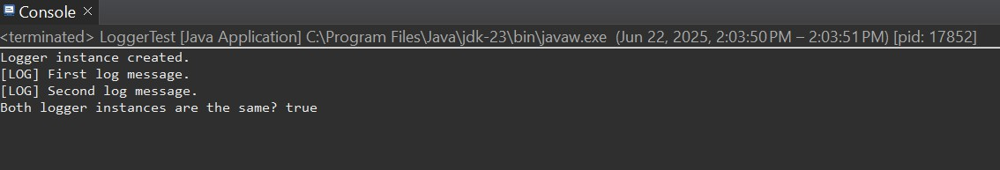 Console ×
<terminated> LoggerTest [Java Application] C:\Program Files\Java\jdk-23\bin\javaw.exe (Jun 22, 2025, 2:03:50 PM – 2:03:51 PM) [pid: 17852]
Logger instance created.
[LOG] First log message.
[LOG] Second log message.
Both logger instances are the same? true